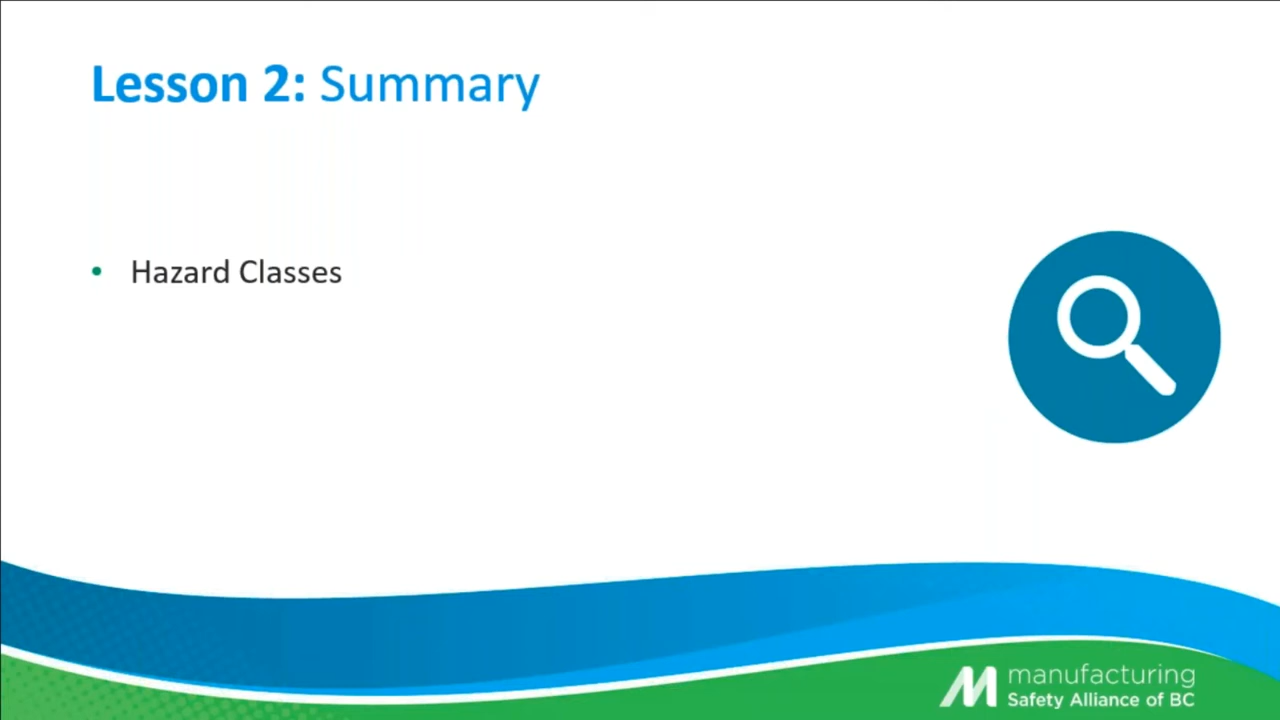 Lesson 2: Summary
• Hazard Classes
manufacturing
Safety Alliance of BC